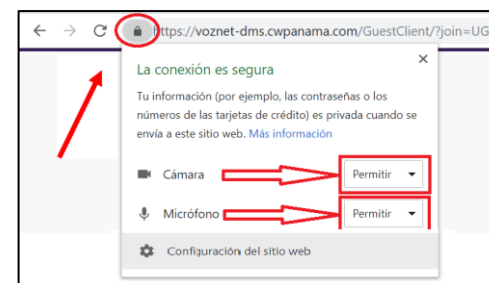 https://voznet-dms.cwpanama.com/GuestClient/?join=UG
La conexión es segura
Tu información (por ejemplo, las contraseñas o los
números de las tarjetas de crédito) es privada cuando se
envía a este sitio web. Más información
Cámara Permitir
Micrófono Permitir
Configuración del sitio web